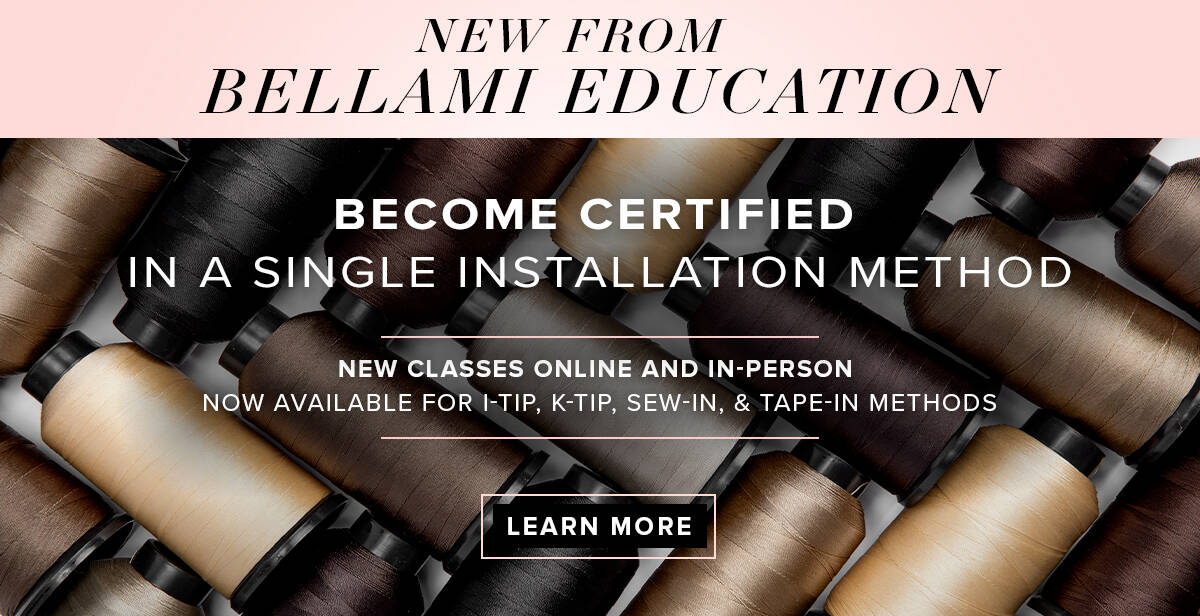 NEW FROM
BELLAMI EDUCATION
BECOME CERTIFIED
IN A SINGLE INSTALLATION METHOD
NEW CLASSES ONLINE AND IN-PERSON
NOW AVAILABLE FOR I-TIP, K-TIP, SEW-IN, & TAPE-IN METHODS
LEARN MORE